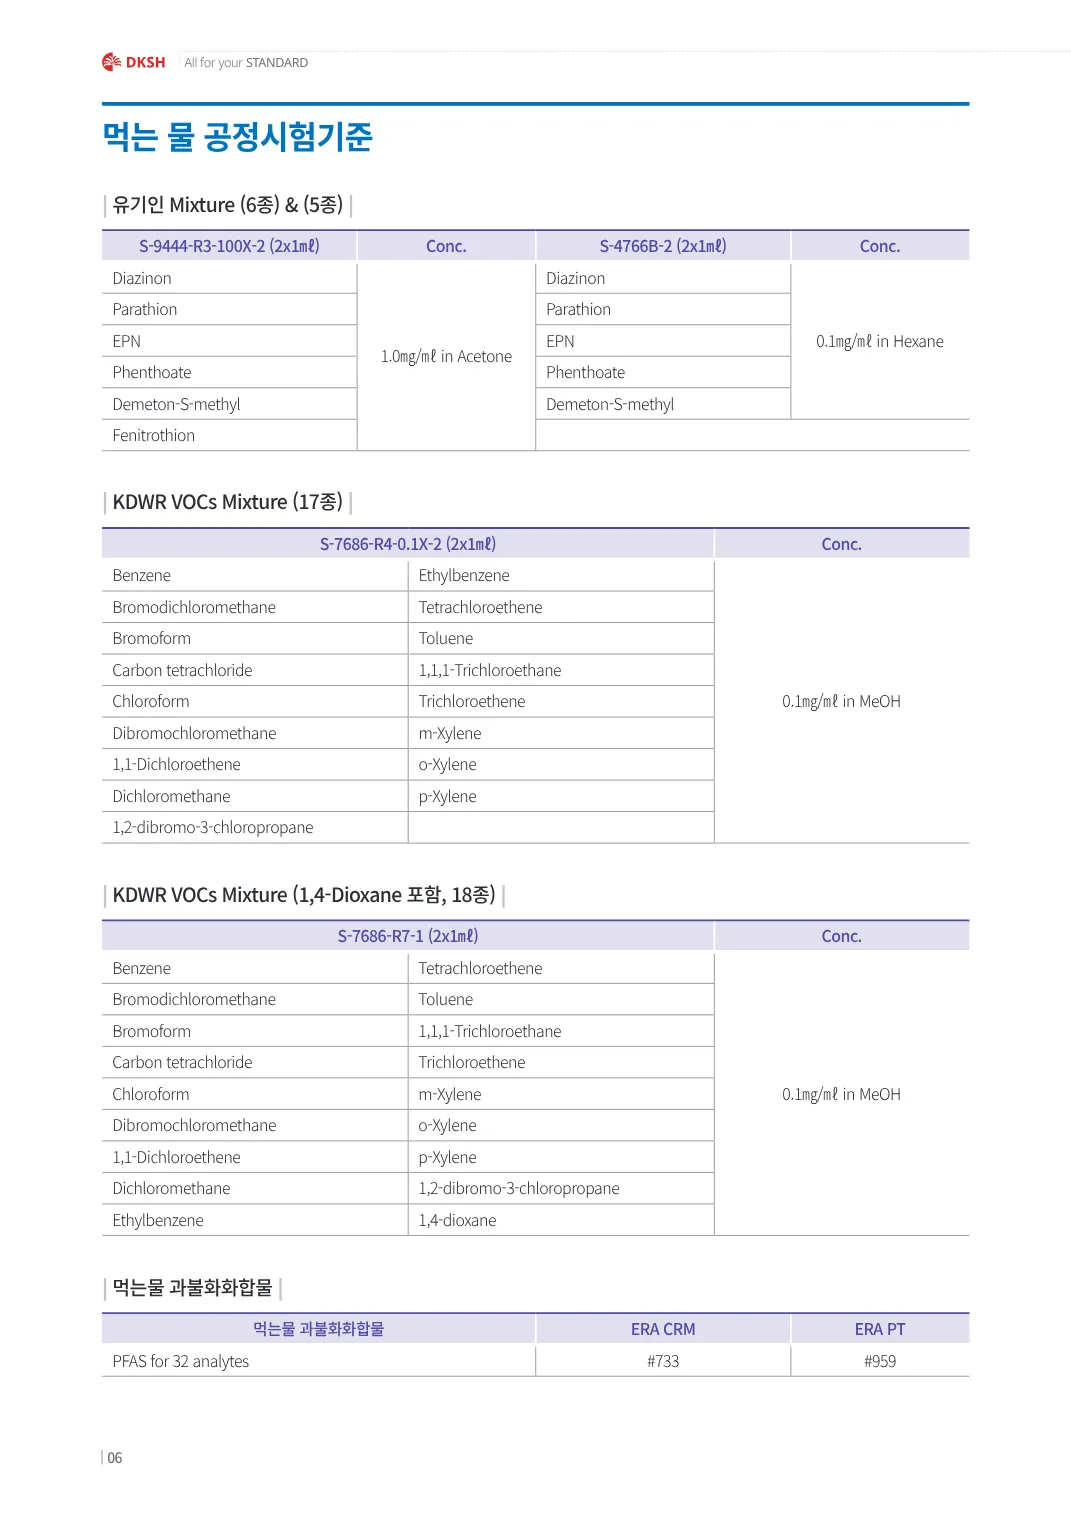 DKSH All for your STANDARD
먹는 물 공정시험기준
유기인 Mixture (6종) & (5종)
S-9444-R3-100X-2 (2x1㎖) Conc. S-4766B-2 (2x1㎖) Conc.
Diazinon Diazinon
Parathion Parathion
EPN EPN 0.1㎎/㎖ in Hexane
1.0㎎/㎖ in Acetone
Phenthoate Phenthoate
Demeton-S-methyl Demeton-S-methyl
Fenitrothion
KDWR VOCs Mixture (17종)
S-7686-R4-0.1X-2 (2x1㎖) Conc.
Benzene Ethylbenzene
Bromodichloromethane Tetrachloroethene
Bromoform Toluene
Carbon tetrachloride 1,1,1-Trichloroethane
Chloroform Trichloroethene 0.1㎎/㎖ in MeOH
Dibromochloromethane m-Xylene
1,1-Dichloroethene o-Xylene
Dichloromethane p-Xylene
1,2-dibromo-3-chloropropane
KDWR VOCs Mixture (1,4-Dioxane 포함, 18종)
S-7686-R7-1 (2x1㎖) Conc.
Benzene Tetrachloroethene
Bromodichloromethane Toluene
Bromoform 1,1,1-Trichloroethane
Carbon tetrachloride Trichloroethene
Chloroform m-Xylene 0.1㎎/㎖ in MeOH
Dibromochloromethane o-Xylene
1,1-Dichloroethene p-Xylene
Dichloromethane 1,2-dibromo-3-chloropropane
Ethylbenzene 1,4-dioxane
먹는물 과불화화합물
먹는물 과불화화합물 ERA CRM ERA PT
PFAS for 32 analytes #733 #959
06